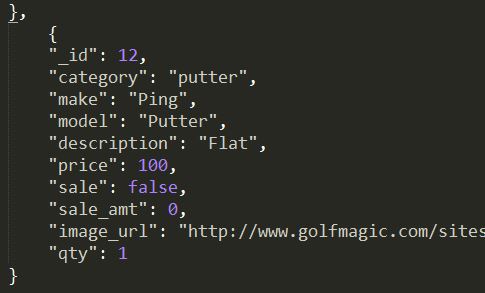 },
{
"_id": 12,
"category": "putter",
"make": "Ping",
"model": "Putter",
"description": "Flat",
"price": 100,
"sale": false,
"sale_amt": 0,
"image_url": "http://www.golfmagic.com/sites
"qty": 1
}